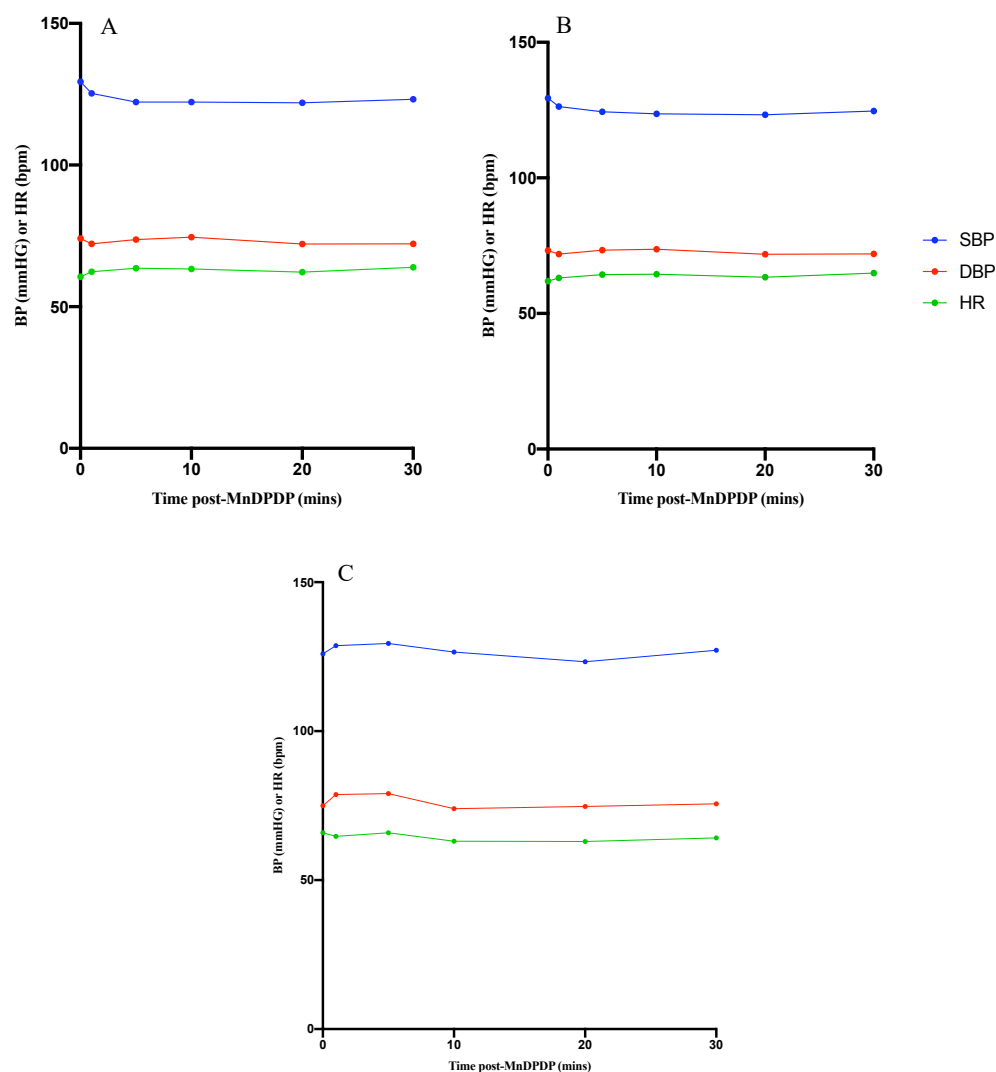 A
150
100
50
0
BP (mmHG) or HR (bpm)
0 10 20 30
Time post-MnDPDP (mins)
B
150
100
50
0
BP (mmHG) or HR (bpm)
0 10 20 30
Time post-MnDPDP (mins)
SBP
DBP
HR
C
150
100
50
0
BP (mmHG) or HR (bpm)
0 10 20 30
Time post-MnDPDP (mins)